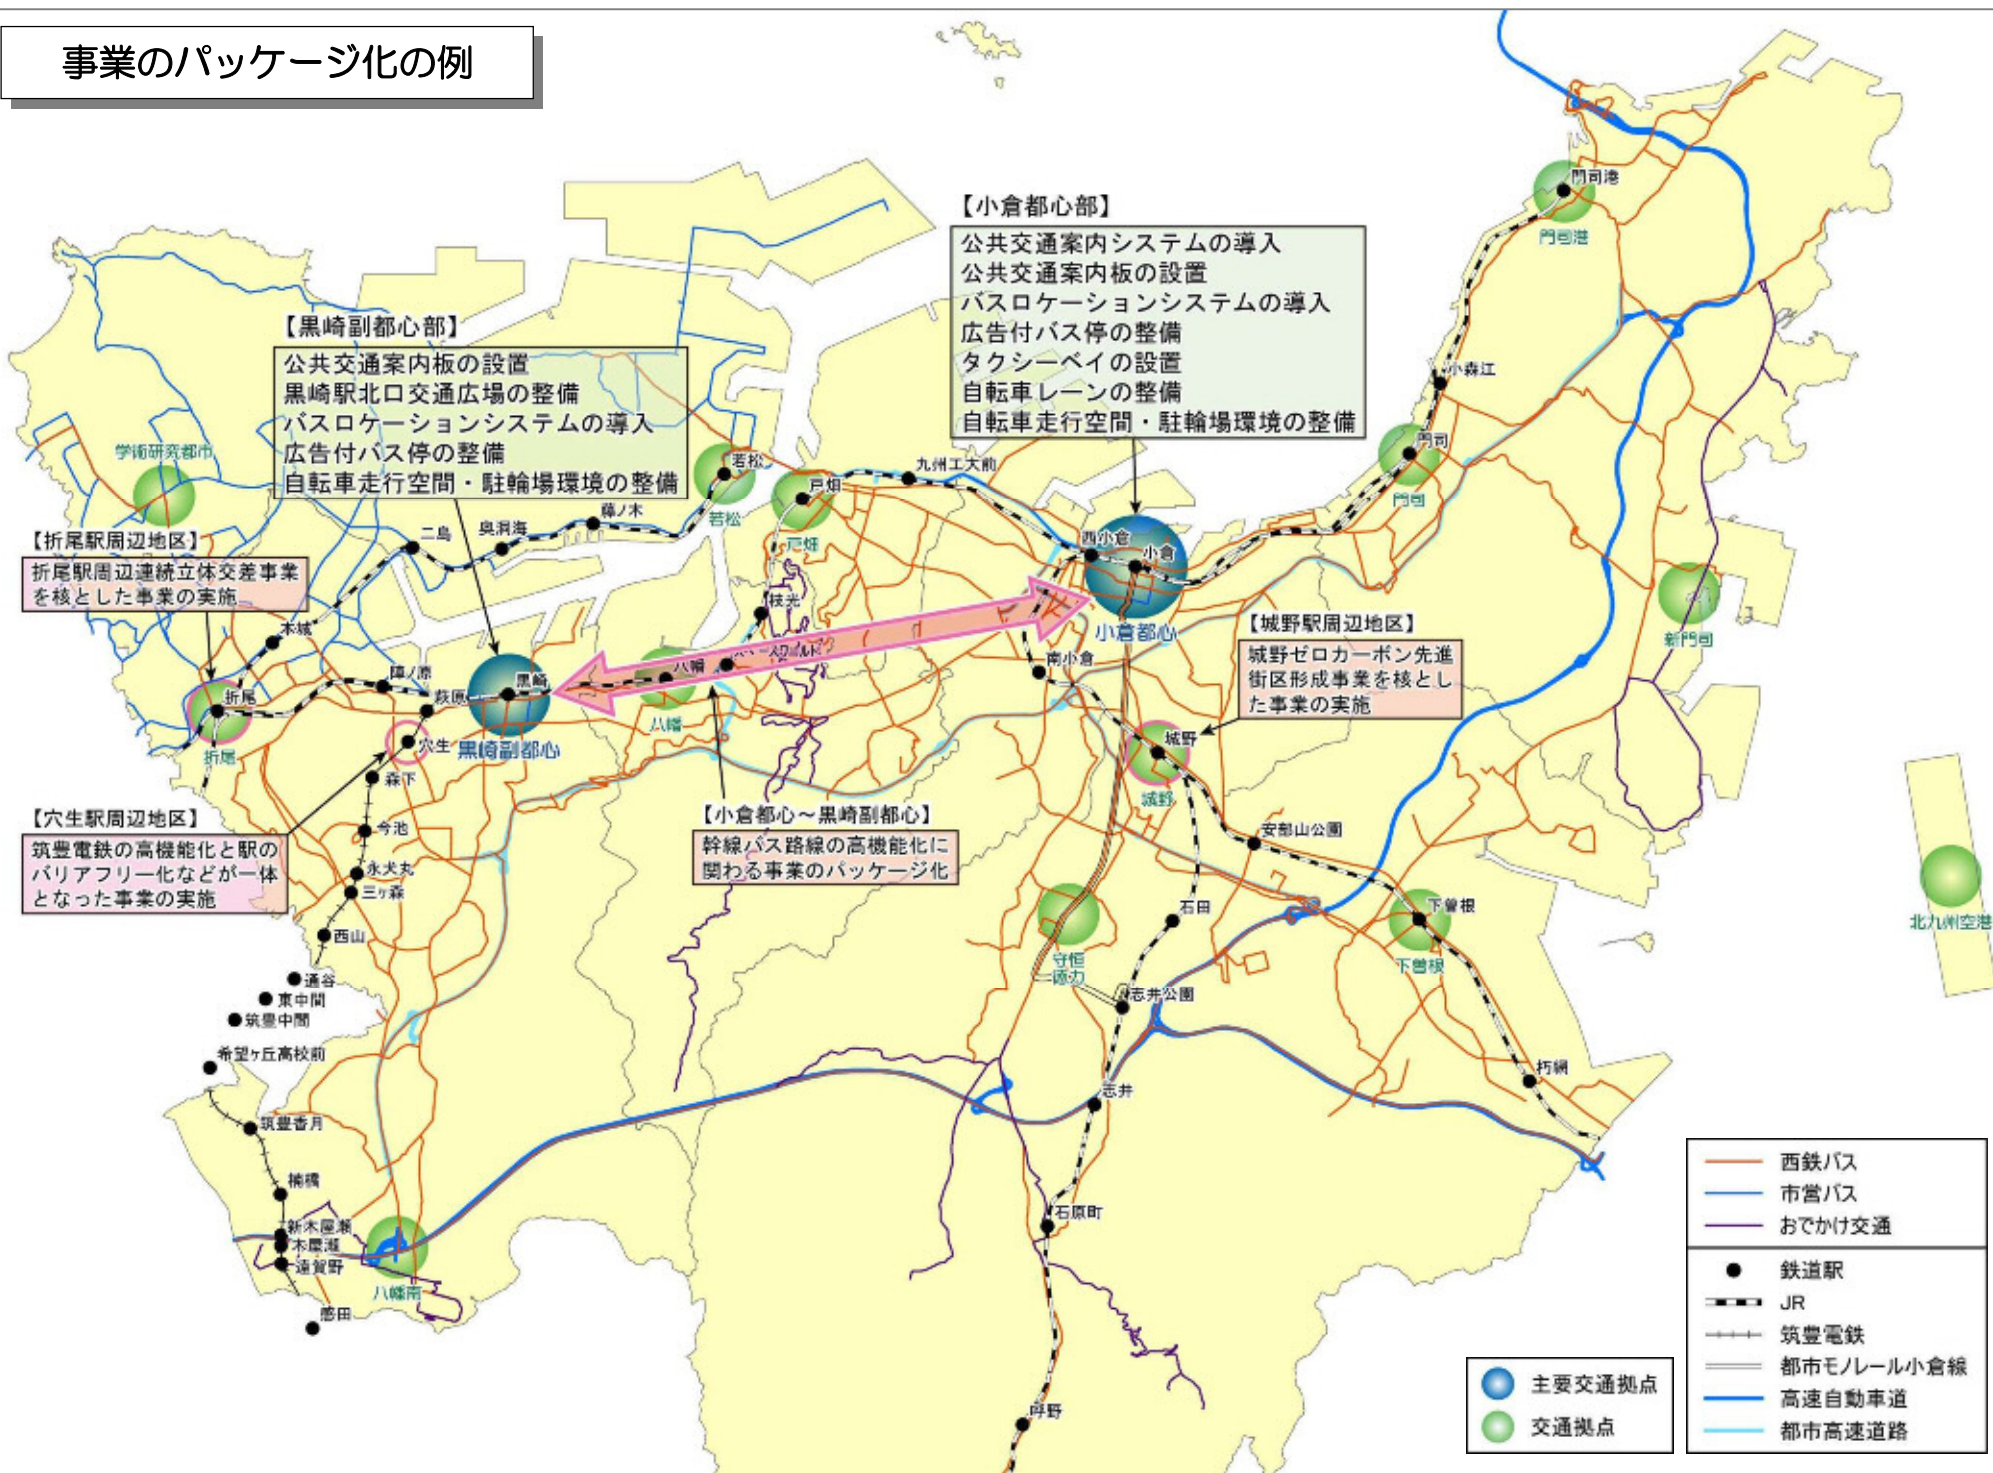 事業のパッケージ化の例
【小倉都心部】
公共交通案内システムの導入
公共交通案内板の設置
バスロケーションシステムの導入
広告付バス停の整備
タクシーベイの設置
自転車レーンの整備
自転車走行空間・駐輪場環境の整備
【黒崎副都心部】
公共交通案内板の設置
黒崎駅北口交通広場の整備
バスロケーションシステムの導入
広告付バス停の整備
自転車走行空間・駐輪場環境の整備
【折尾駅周辺地区】
折尾駅周辺連続立体交差事業
を核とした事業の実施
【城野駅周辺地区】
城野ゼロカーボン先進
街区形成事業を核とし
た事業の実施
【穴生駅周辺地区】
筑豊電鉄の高機能化と駅の
バリアフリー化などが一体
となった事業の実施
【小倉都心～黒崎副都心】
幹線バス路線の高機能化に
関わる事業のパッケージ化
門司港
門司港
小森江
門司
門司
学術研究都市
若松
若松
戸畑
戸畑
九州工大前
藤ノ木
奥洞海
二島
本城
西小倉
小倉
小倉都心
枝光
スペースワールド
八幡
八幡
南小倉
新門司
陣ノ原
折尾
折尾
萩原
黒崎
黒崎副都心
穴生
森下
今池
永犬丸
三ヶ森
西山
通谷
東中間
筑豊中間
希望ヶ丘高校前
筑豊香月
楠橋
新木屋瀬
木屋瀬
遠賀野
感田
八幡南
城野
城野
安部山公園
石田
下曽根
下曽根
守恒
徳力
志井公園
志井
朽網
石原町
呼野
北九州空港
西鉄バス
市営バス
おでかけ交通
鉄道駅
JR
筑豊電鉄
都市モノレール小倉線
高速自動車道
都市高速道路
主要交通拠点
交通拠点